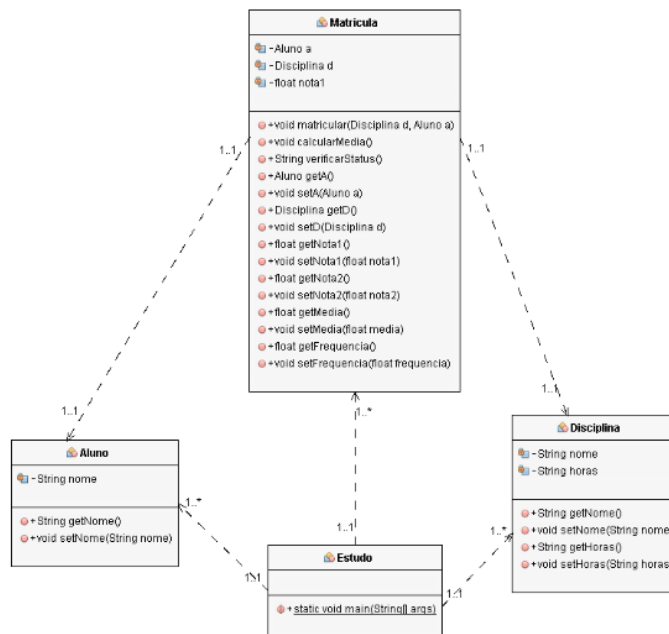 Matricula
-Aluno a
-Disciplina d
-float nota1
+void matricular(Disciplina d, Aluno a)
+void calcularMedia()
+String verificarStatus()
+Aluno getA()
+void setA(Aluno a)
+Disciplina getD()
+void setD(Disciplina d)
+float getNota1()
+void setNota1(float nota1)
+float getNota2()
+void setNota2(float nota2)
+float getMedia()
+void setMedia(float media)
+float getFrequencia()
+void setFrequencia(float frequencia)
1..1
1..1
1..1
1..1
1..*
1..1
Aluno
-String nome
+String getNome()
+void setNome(String nome)
1..*
1..1
Disciplina
-String nome
-String horas
+String getNome()
+void setNome(String nome
+String getHoras()
+void setHoras(String horas
1..*
1..1
Estudo
+static void main(String[] args)